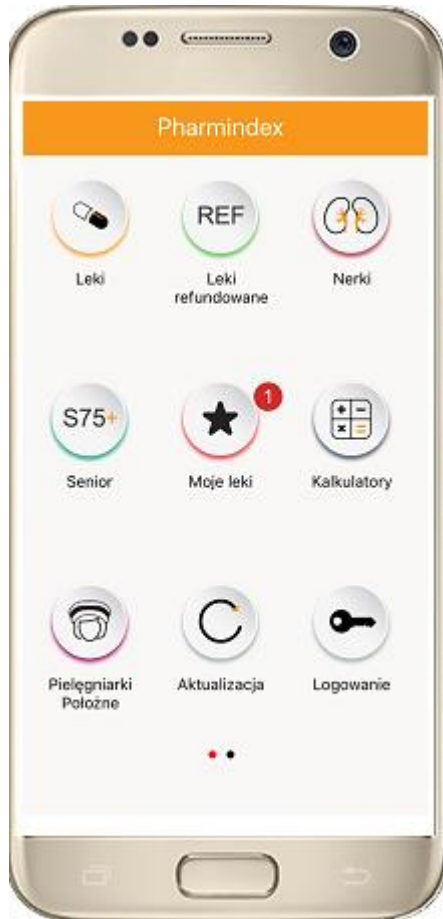 Pharmindex
REF
Leki
Leki
refundowane
Nerki
S75+
1
Senior
Moje leki
Kalkulatory
Pielęgniarki
Położne
Aktualizacja
Logowanie